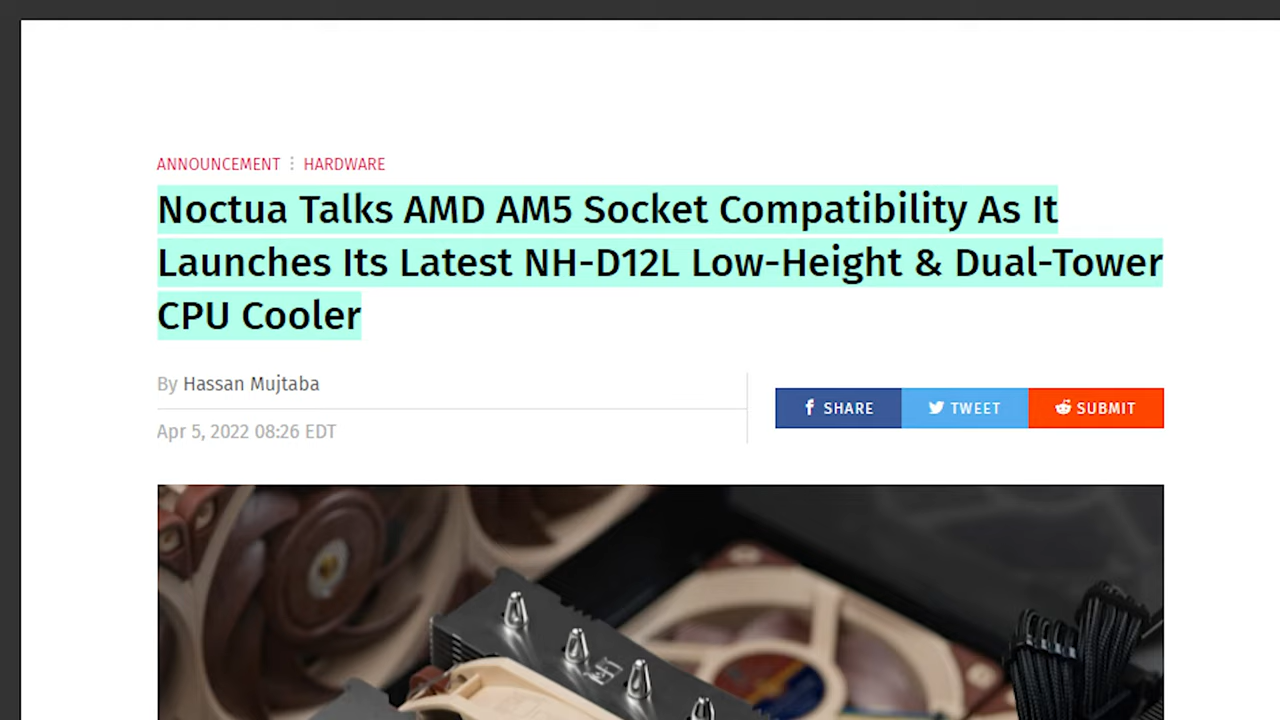 ANNOUNCEMENT ⋮ HARDWARE
Noctua Talks AMD AM5 Socket Compatibility As It
Launches Its Latest NH-D12L Low-Height & Dual-Tower
CPU Cooler
By Hassan Mujtaba
Apr 5, 2022 08:26 EDT
SHARE
TWEET
SUBMIT